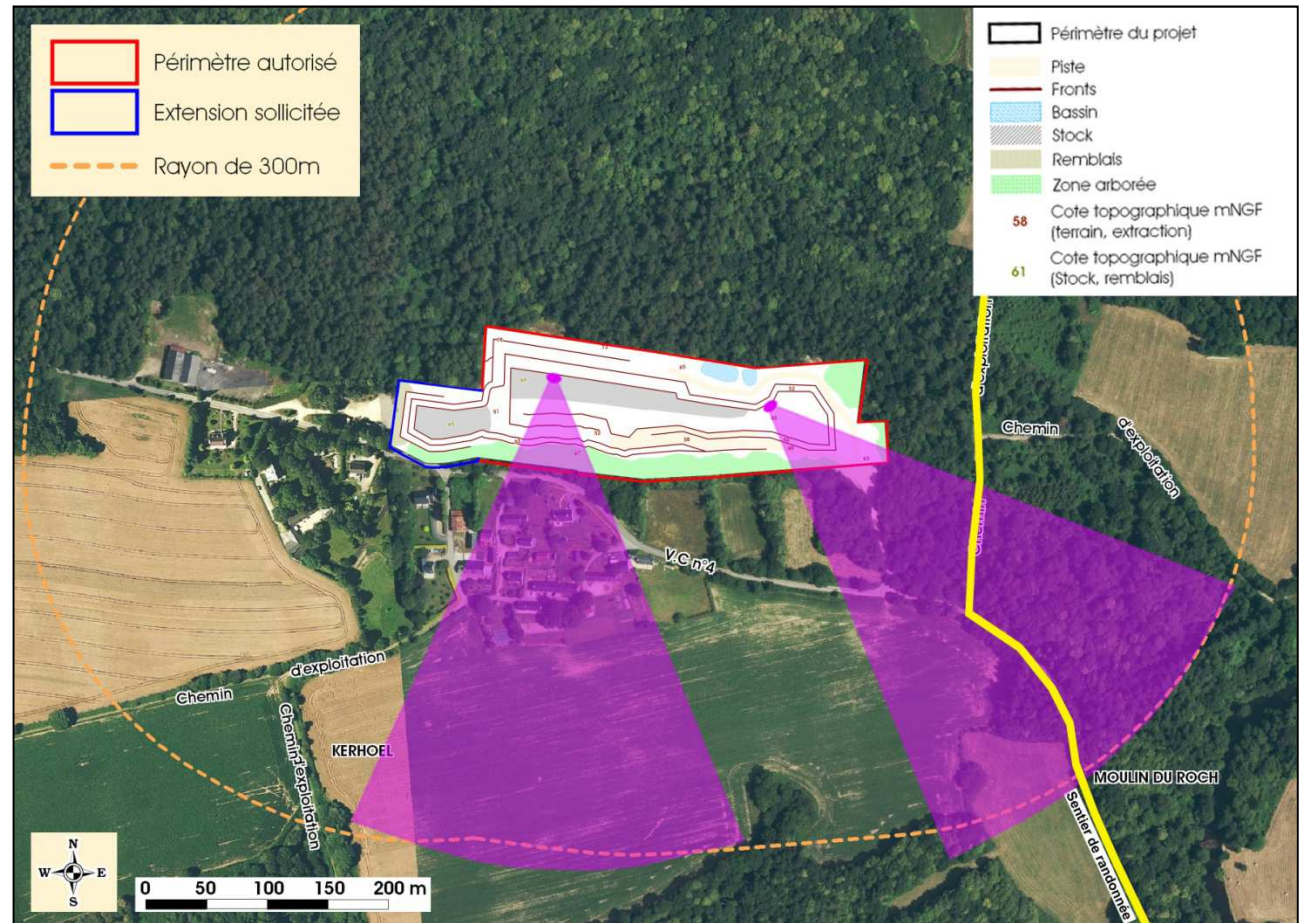 Périmètre autorisé
Extension sollicitée
Rayon de 300m
Périmètre du projet
Piste
Fronts
Bassin
Stock
Remblais
Zone arborée
58 Cote topographique mNGF
(terrain, extraction)
61 Cote topographique mNGF
(Stock, remblais)
d'exploitation
Chemin
d'exploitation
Chemin
V.C n°4
d'exploitation
Chemin
Chemin d'exploitation
KERHOEL
MOULIN DU ROCH
Sentier de randonnée
N
W E
S
0 50 100 150 200 m